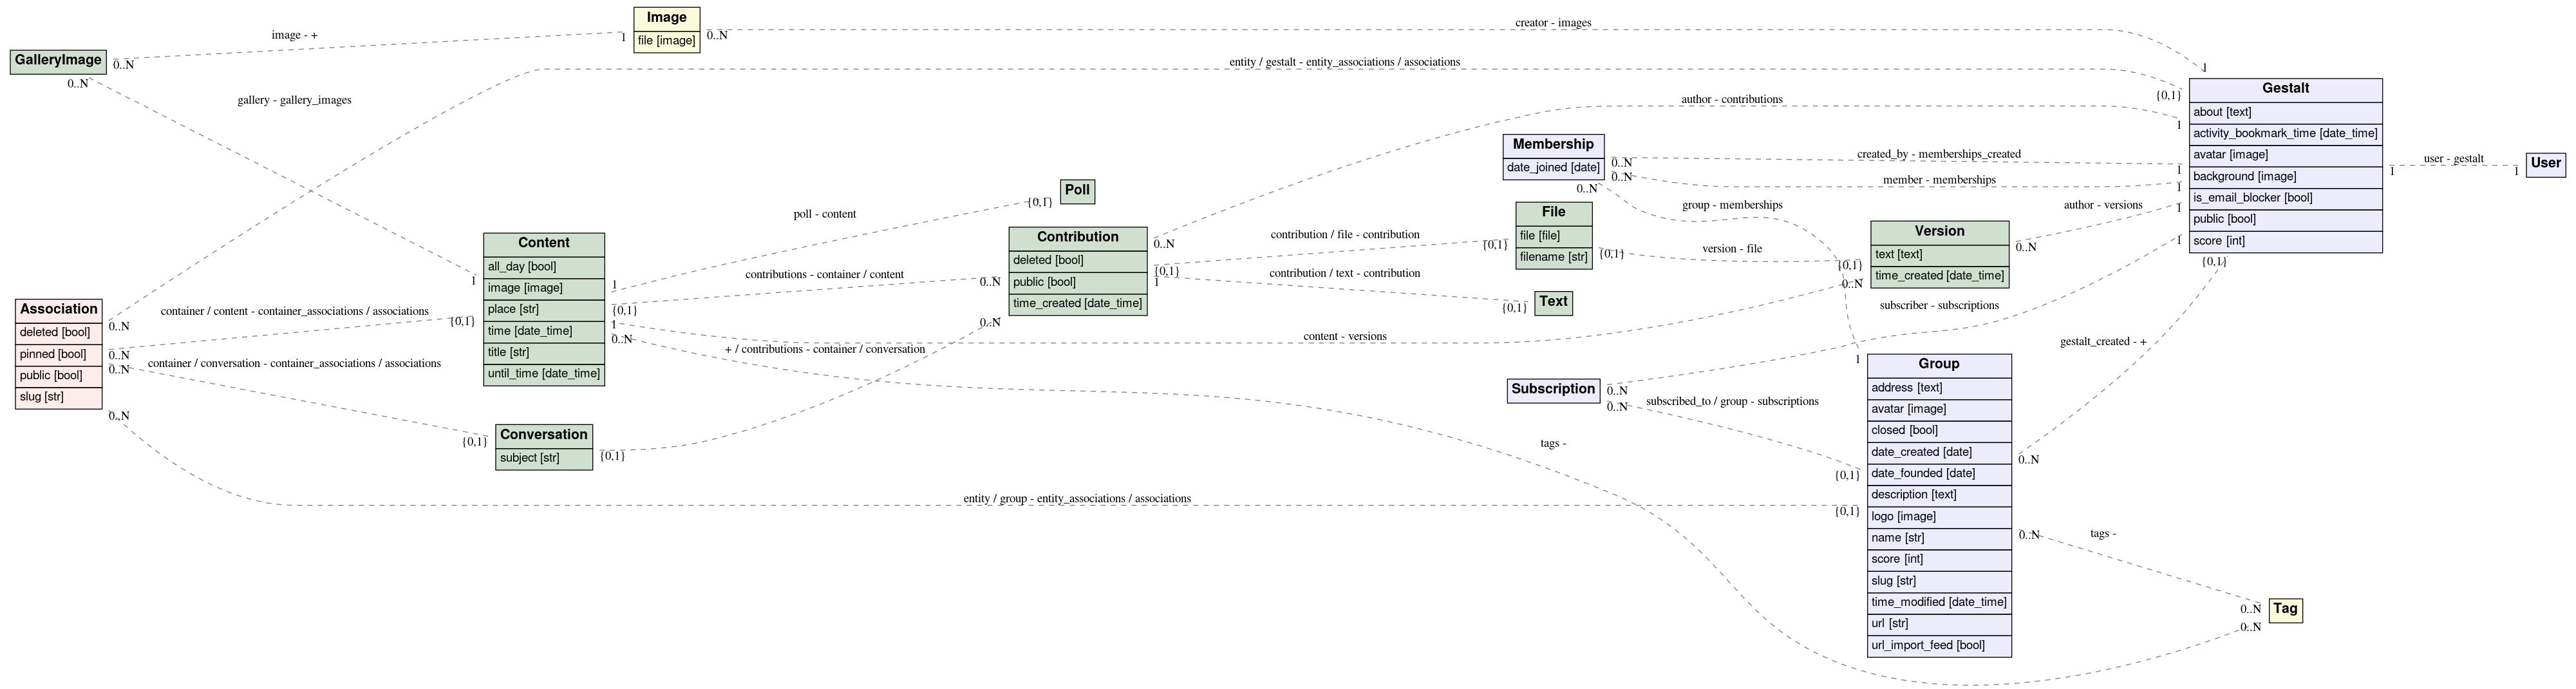 Image
file [image]
image - +
1
0..N
creator - images
1
GalleryImage
0..N
0..N
gallery - gallery_images
1
entity / gestalt - entity_associations / associations
{0,1}
author - contributions
1
Gestalt
about [text]
activity_bookmark_time [date_time]
avatar [image]
background [image]
is_email_blocker [bool]
public [bool]
score [int]
{0,1}
user - gestalt
1
1
User
Membership
date_joined [date]
0..N
0..N
0..N
created_by - memberships_created
1
member - memberships
1
group - memberships
1
Poll
{0,1}
poll - content
1
Content
all_day [bool]
image [image]
place [str]
time [date_time]
title [str]
until_time [date_time]
{0,1}
1
0..N
contributions - container / content
0..N
Contribution
deleted [bool]
public [bool]
time_created [date_time]
0..N
{0,1}
1
0..N
contribution / file - contribution
{0,1}
File
file [file]
filename [str]
{0,1}
version - file
{0,1}
contribution / text - contribution
{0,1}
Text
Version
text [text]
time_created [date_time]
0..N
author - versions
1
0..N
content - versions
Association
deleted [bool]
pinned [bool]
public [bool]
slug [str]
0..N
0..N
0..N
0..N
container / content - container_associations / associations
{0,1}
container / conversation - container_associations / associations
{0,1}
Conversation
subject [str]
{0,1}
+ / contributions - container / conversation
subscriber - subscriptions
1
Subscription
0..N
0..N
subscribed_to / group - subscriptions
{0,1}
gestalt_created - +
0..N
Group
address [text]
avatar [image]
closed [bool]
date_created [date]
date_founded [date]
description [text]
logo [image]
name [str]
score [int]
slug [str]
time_modified [date_time]
url [str]
url_import_feed [bool]
entity / group - entity_associations / associations
{0,1}
tags -
0..N
tags -
0..N
0..N
Tag